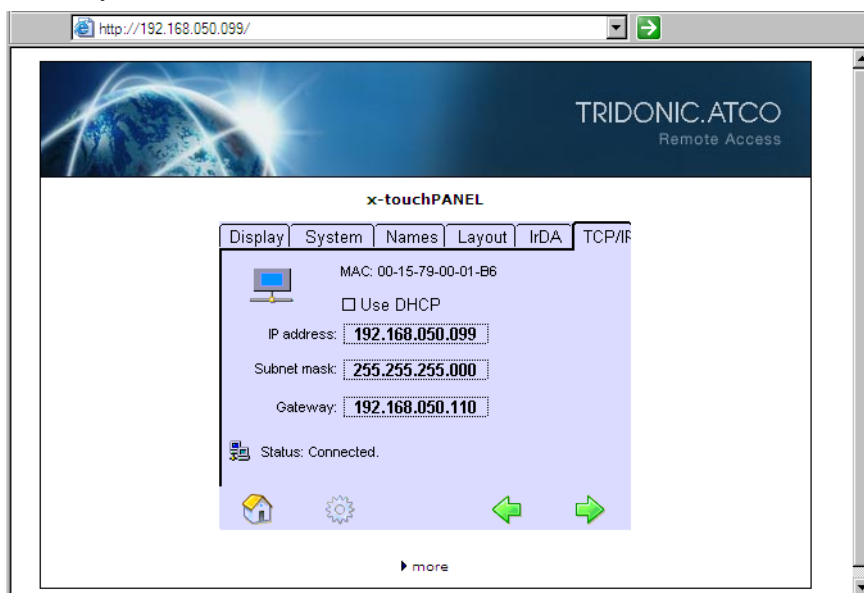 http://192.168.050.099/
TRIDONIC.ATCO
Remote Access
x-touchPANEL
Display System Names Layout IrDA TCP/IP
MAC: 00-15-79-00-01-B6
Use DHCP
IP address: 192.168.050.099
Subnet mask: 255.255.255.000
Gateway: 192.168.050.110
Status: Connected.
more